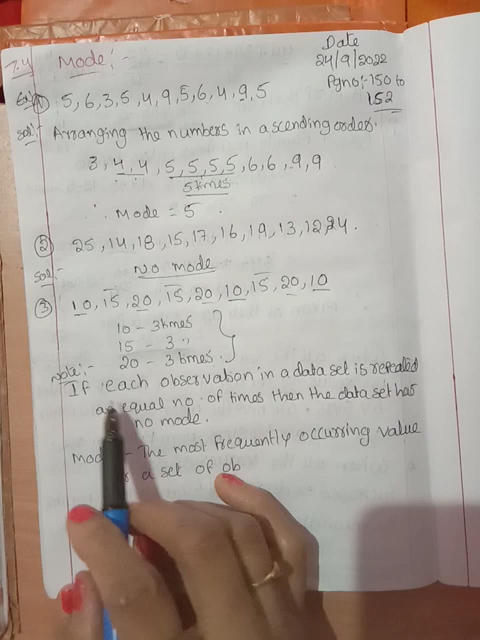 7.4 Mode:-
Date
24/9/2022
Pg no:- 150 to
152
Ex:- 1) 5, 6, 3, 5, 4, 9, 5, 6, 4, 9, 5
Sol:- Arranging the numbers in ascending order.
3, 4, 4, 5, 5, 5, 5, 6, 6, 9, 9
5 times
∴ Mode = 5
2) 25, 14, 18, 15, 17, 16, 19, 13, 12, 24.
Sol:- No mode
3) 10, 15, 20, 15, 20, 10, 15, 20, 10
10 - 3 times
15 - 3 "
20 - 3 times.
Note:-
If each observation in a data set is repeated
equal no. of times then the data set has
no mode.
- The most frequently occurring value
a set of ob